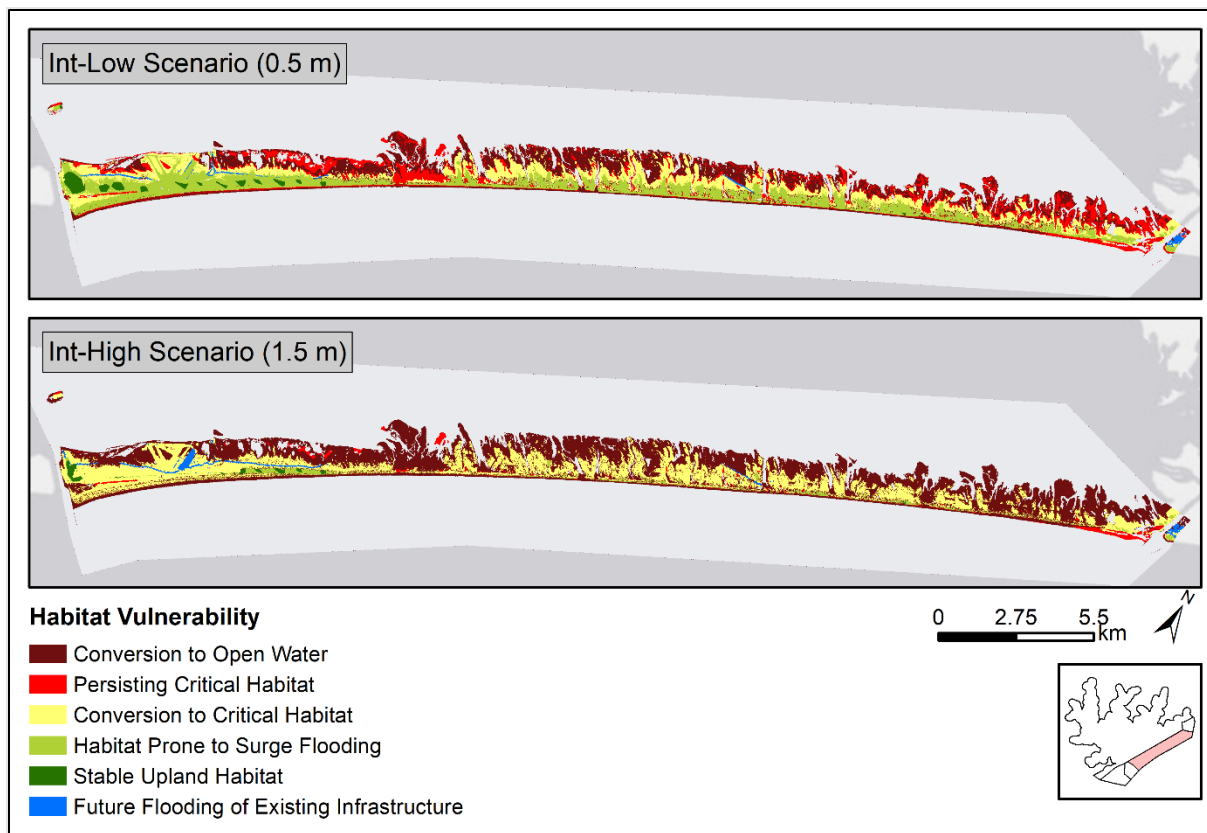 Int-Low Scenario (0.5 m)
Int-High Scenario (1.5 m)
Habitat Vulnerability
Conversion to Open Water
Persisting Critical Habitat
Conversion to Critical Habitat
Habitat Prone to Surge Flooding
Stable Upland Habitat
Future Flooding of Existing Infrastructure
0 2.75 5.5
km
N